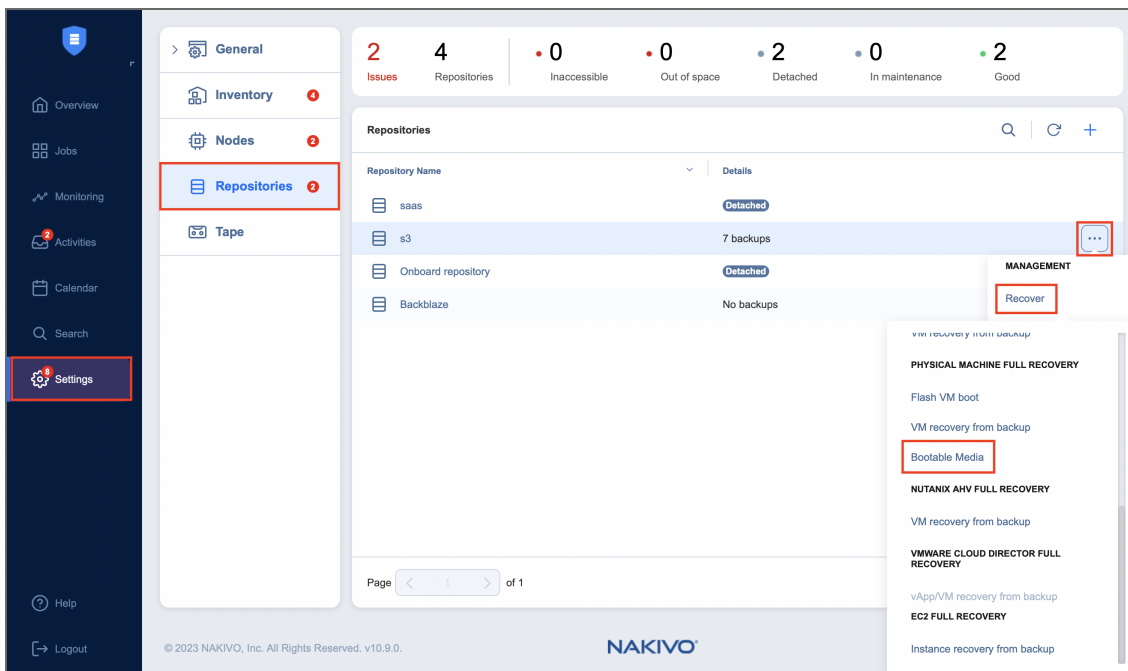 Overview
Jobs
Monitoring
2
Activities
Calendar
Search
8
Settings
Help
Logout
General
Inventory 4
Nodes 2
Repositories 2
Tape
2 4 0 0 2 0 2
Issues Repositories Inaccessible Out of space Detached In maintenance Good
Repositories
Repository Name Details
saas Detached
s3 7 backups ...
Onboard repository Detached
Backblaze No backups
MANAGEMENT
Recover
VM recovery from backup
PHYSICAL MACHINE FULL RECOVERY
Flash VM boot
VM recovery from backup
Bootable Media
NUTANIX AHV FULL RECOVERY
VM recovery from backup
VMWARE CLOUD DIRECTOR FULL
RECOVERY
vApp/VM recovery from backup
EC2 FULL RECOVERY
Instance recovery from backup
Page 1 of 1
© 2023 NAKIVO, Inc. All Rights Reserved. v10.9.0.
NAKIVO®